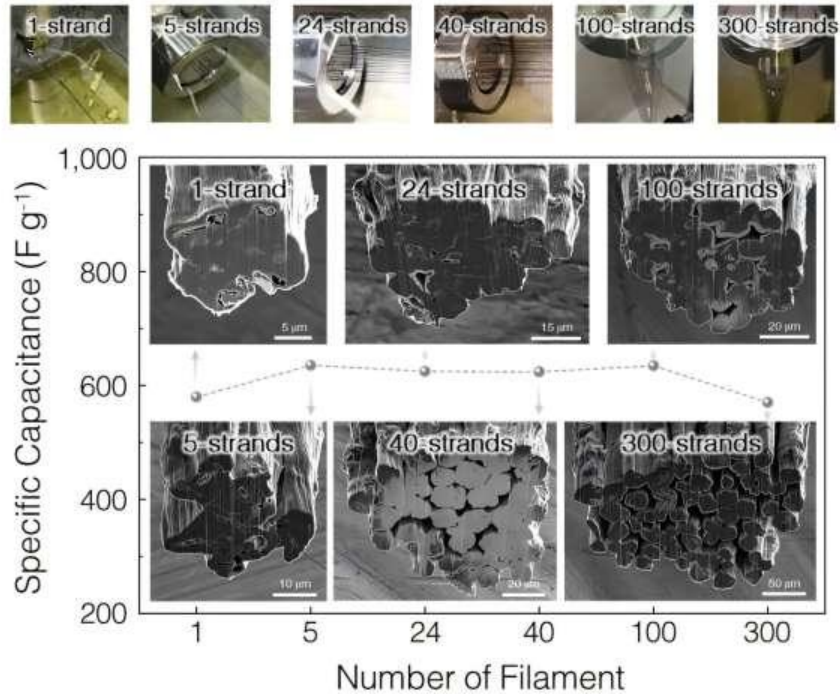 1-strand
5-strands
24-strands
40-strands
100-strands
300-strands
1,000
800
600
400
200
Specific Capacitance (F g⁻¹)
1-strand
5 μm
24-strands
15 μm
100-strands
20 μm
5-strands
10 μm
40-strands
20 μm
300-strands
50 μm
1
5
24
40
100
300
Number of Filament